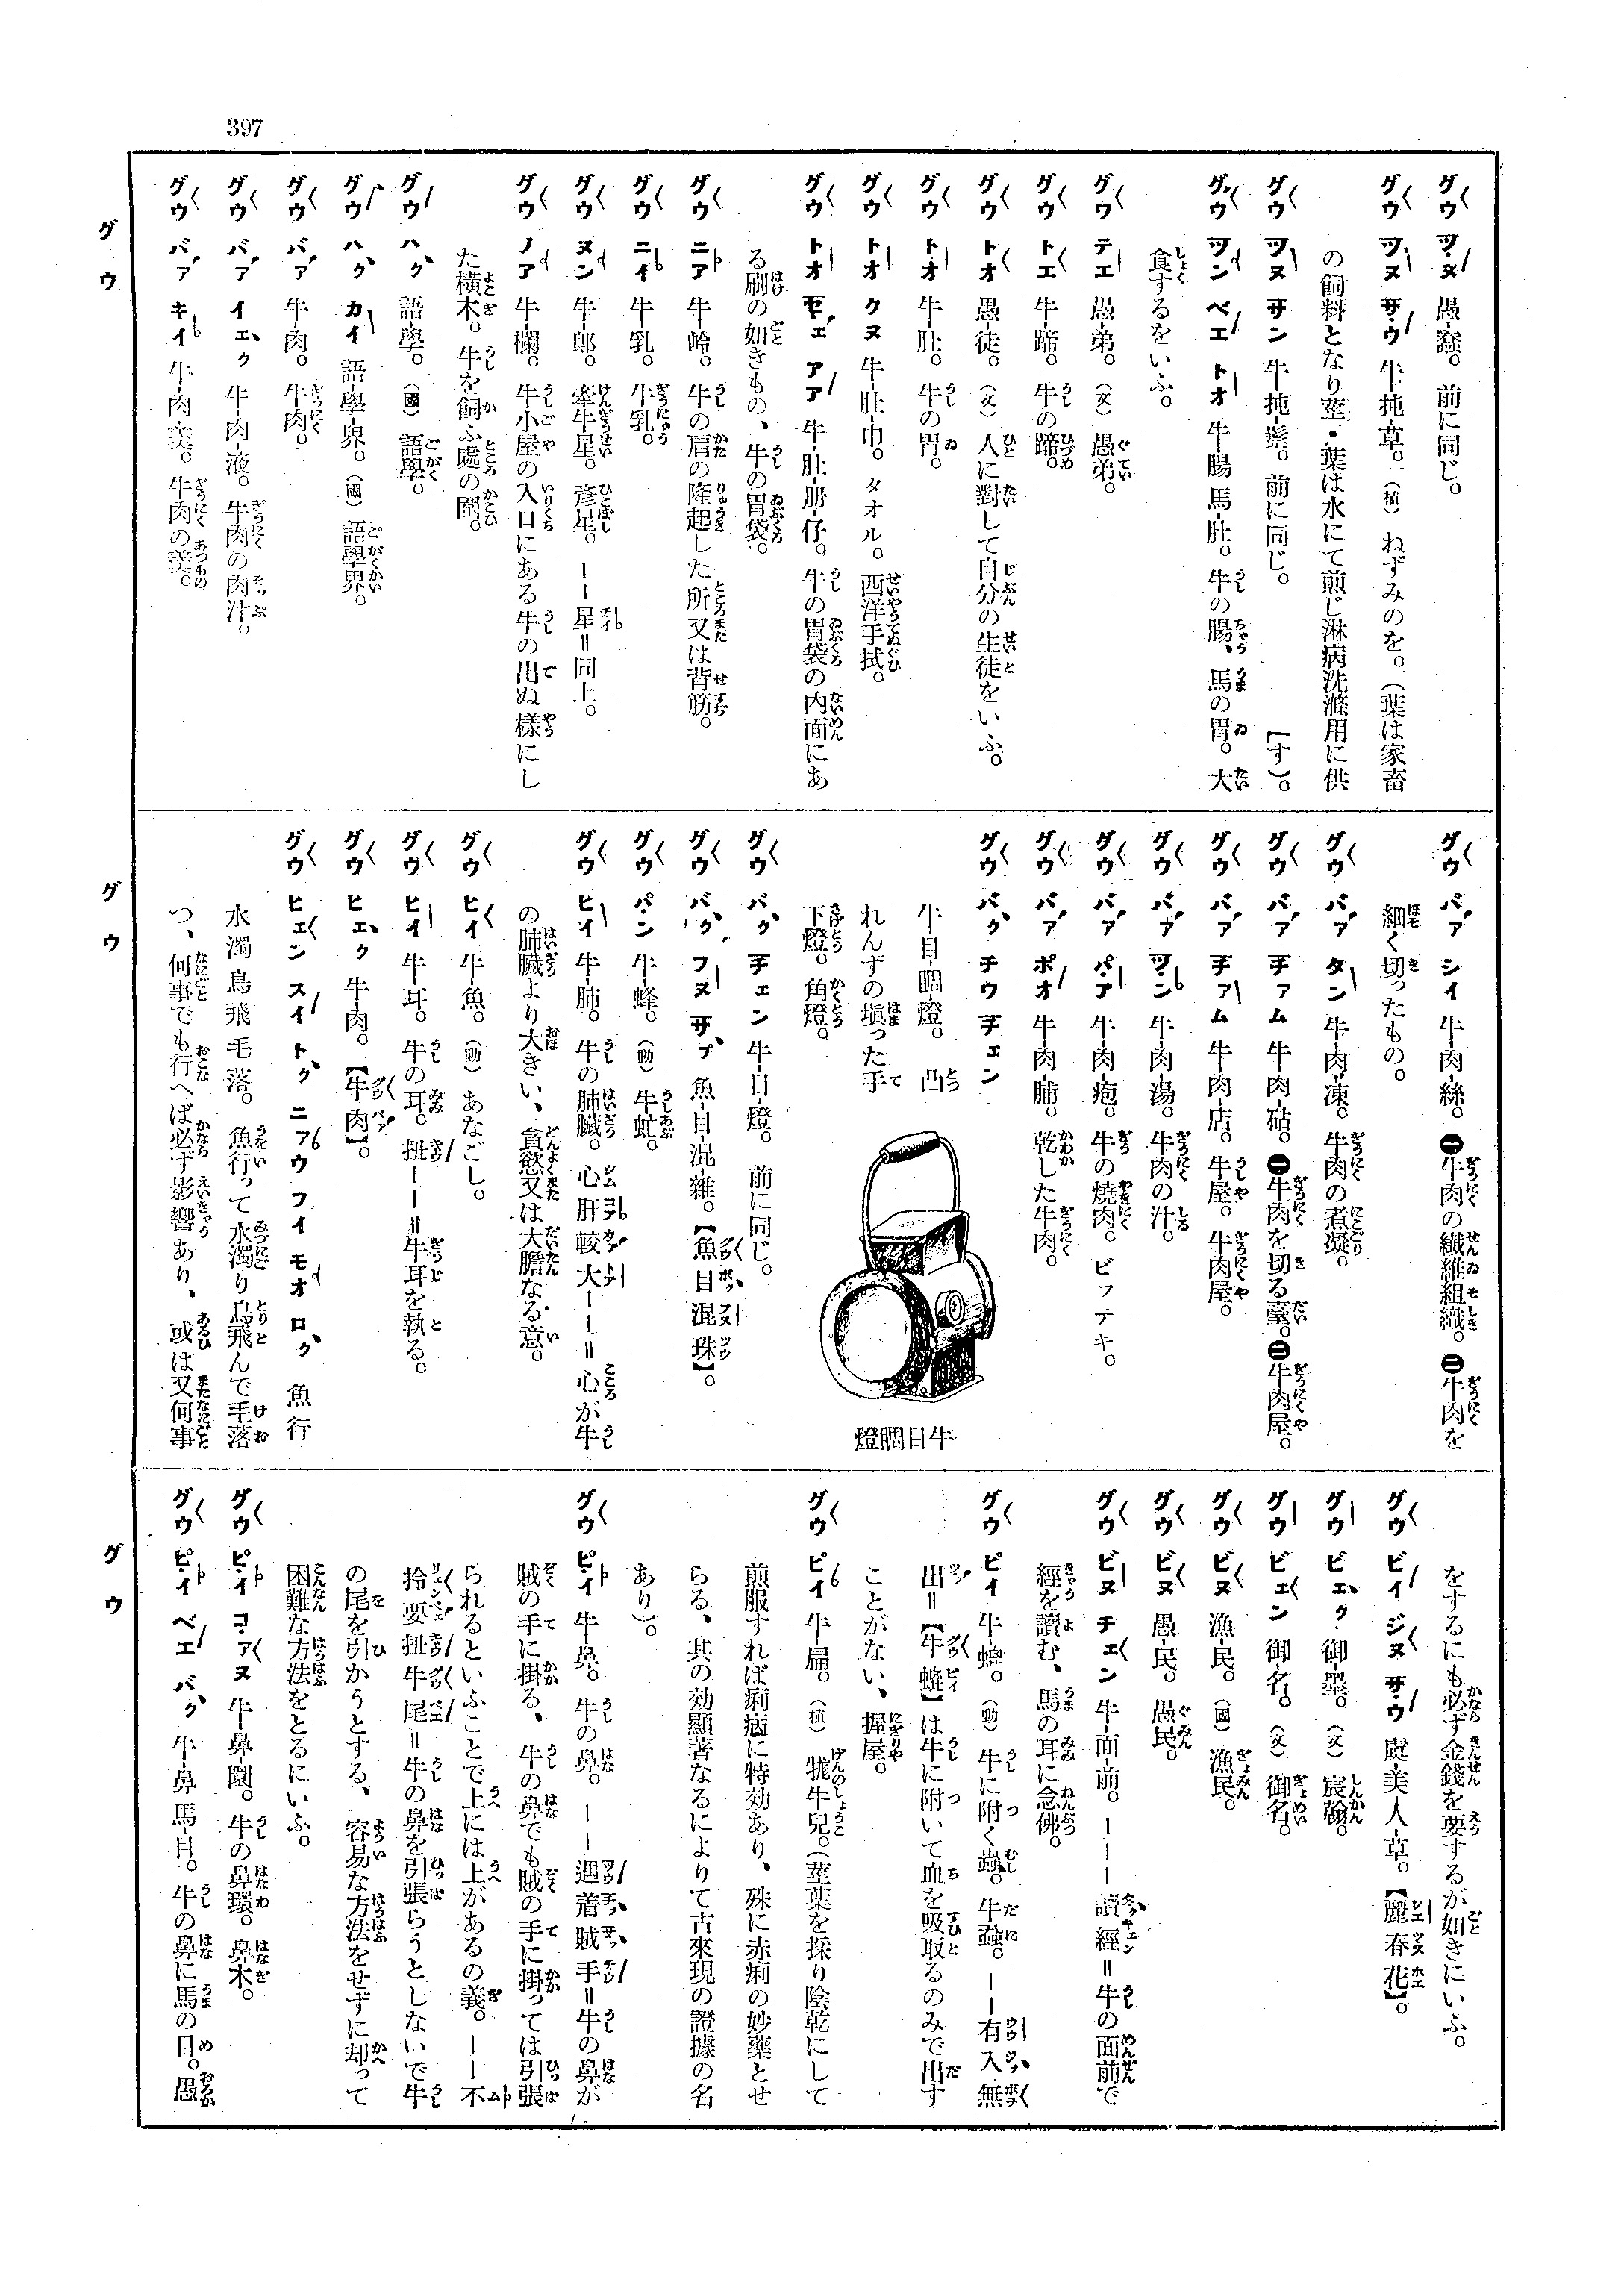 397
グウ ツヌ 愚-蠢。前に同じ。
グウ ツヌ サウ 牛-㧣-草。(植) ねずみのを。(葉は家畜
の飼料となり莖・葉は水にて煎じ淋病洗滌用に供
グウ ツヌ サン 牛-㧣-鬃。前に同じ。 【す)。
グウ ツン ベエ トオ 牛-腸 馬-肚。牛の腸、馬の胃。大
食するをいふ。
グウ テエ 愚-弟。(文) 愚弟。
グウ トエ 牛-蹄。牛の蹄。
グウ トオ 愚-徒。(文) 人に對して自分の生徒をいふ。
グウ トオ 牛-肚。牛の胃。
グウ トオ クヌ 牛-肚-巾。タオル。西洋手拭。
グウ トオ モェ アア 牛-肚-册-仔。牛の胃袋の内面にあ
る刷の如きもの、牛の胃袋。
グウ ニア 牛-岭。牛の肩の隆起した所又は背筋。
グウ ニイ 牛-乳。牛乳。
グウ ヌン 牛-郎。牽牛星。彦星。——星=同上。
グウ ノア 牛-欄。牛小屋の入口にある牛の出ぬ樣にし
た橫木。牛を飼ふ處の圍。
グウ ハク 語-學。(國) 語學。
グウ ハク カイ 語-學-界。(國) 語學界。
グウ バァ 牛-肉。牛肉。
グウ バァ イェク 牛-肉-液。牛肉の肉汁。
グウ バァ キイ 牛-肉-羹。牛肉の羹。
グウ バァ シイ 牛-肉-絲。㊀牛肉の纖維組織。㊁牛肉を
細く切ったもの。
グウ バァ タン 牛-肉-凍。牛肉の煮凝。
グウ バァ チァム 牛-肉-砧。㊀牛肉を切る臺。㊁牛肉屋。
グウ バァ チァム 牛-肉-店。牛屋。牛肉屋。
グウ バァ ツン 牛-肉-湯。牛肉の汁。
グウ バァ パア 牛-肉-疤。牛の燒肉。ビフテキ。
グウ バァ ポオ 牛-肉-脯。乾した牛肉。
グウ バク チウ チェン
牛-目-睭-燈。凸
れんずの塡った手
下燈。角燈。
燈睭目牛
グウ バク チェン 牛-目-燈。前に同じ。
グウ バク フヌ サプ 魚-目-混-雜。【魚目混珠】。
グウ パン 牛-蜂。(動) 牛虻。
グウ ヒイ 牛-肺。牛の肺臟。心肝較大——=心が牛
の肺臟より大きい、貪慾又は大膽なる意。
グウ ヒイ 牛-魚。(動) あなごし。
グウ ヒイ 牛-耳。牛の耳。扭——=牛耳を執る。
グウ ヒェク 牛-肉。【牛肉】。
グウ ヒェン スイ トク ニァウ フイ モオ ロク 魚行
水濁鳥飛毛落。魚行って水濁り鳥飛んで毛落
つ、何事でも行へば必ず影響あり、或は又何事
をするにも必ず金錢を要するが如きにいふ。
グウ ビイ ジヌ サウ 虞-美-人-草。【麗春花】。
グウ ビェク 御-墨。(文) 宸翰。
グウ ビェン 御-名。(文) 御名。
グウ ビヌ 漁-民。(國) 漁民。
グウ ビヌ 愚-民。愚民。
グウ ビヌ チェン 牛-面-前。———讀經=牛の面前で
經を讀む、馬の耳に念佛。
グウ ピイ 牛-螕。(動) 牛に附く蟲。牛蝨。——有入無
出=【牛螕】は牛に附いて血を吸取るのみで出す
ことがない、握屋。
グウ ピイ 牛-扁。(植) 牻牛兒。(莖葉を採り陰乾にして
煎服すれば痢病に特効あり、殊に赤痢の妙藥とせ
らる、其の効顯著なるによりて古來現の證據の名
あり)。
グウ ピイ 牛-鼻。牛の鼻。——遇着賊手=牛の鼻が
賊の手に掛る、牛の鼻でも賊の手に掛っては引張
られるといふことで上には上があるの義。——不
拎要扭牛尾=牛の鼻を引張らうとしないで牛
の尾を引かうとする、容易な方法をせずに却って
困難な方法をとるにいふ。
グウ ピイ コァヌ 牛-鼻-圈。牛の鼻環。鼻木。
グウ ピイ ベエ バク 牛-鼻 馬-目。牛の鼻に馬の目。愚
グウ
グウ
グウ